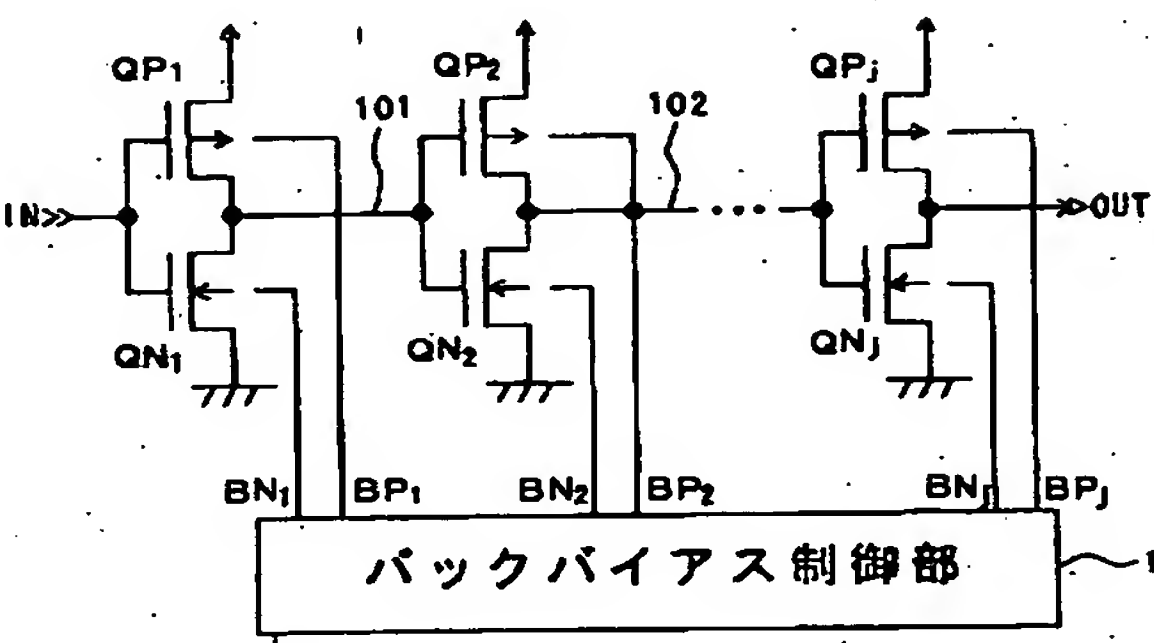 QP₁
QP₂
QPⱼ
101
102
IN
OUT
QN₁
QN₂
QNⱼ
BN₁
BP₁
BN₂
BP₂
BNⱼ
BPⱼ
バックバイアス制御部
1